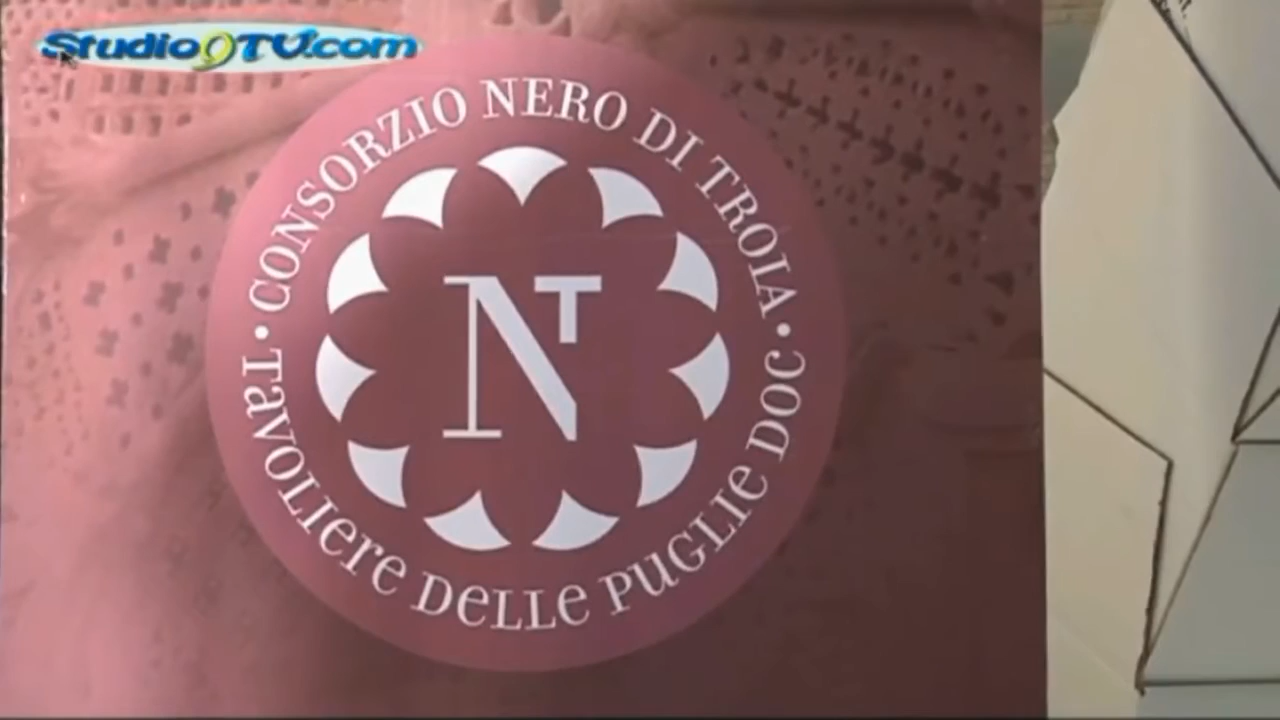 Studio9TV.com
• CONSORZIO NERO DI TROIA •
TavoLIere DeLLe PuGLIe DOC
NT